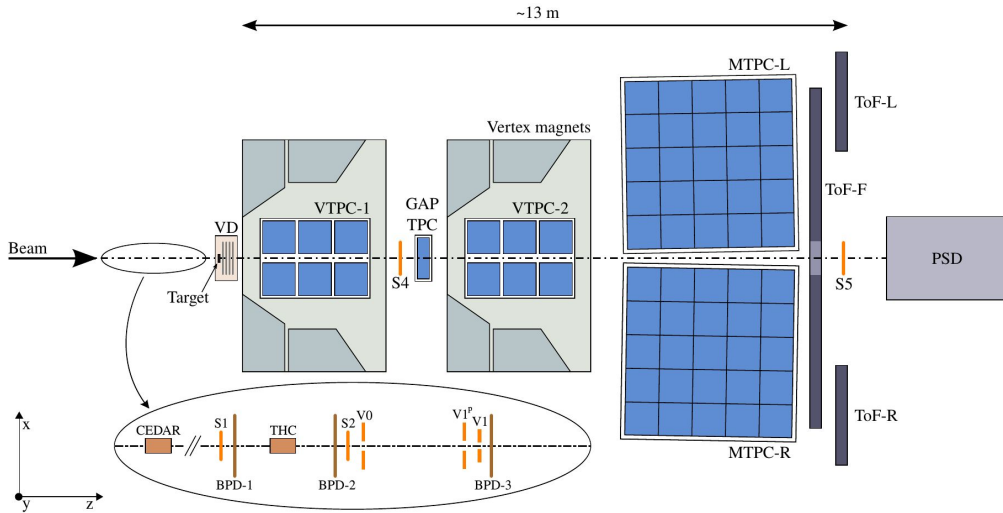 ~13 m
MTPC-L
ToF-L
Vertex magnets
ToF-F
VTPC-1
GAP
TPC
VTPC-2
VD
Beam
PSD
Target
S4
S5
ToF-R
MTPC-R
x
y
z
CEDAR
S1
THC
S2
V0
V1ᴾ
V1
BPD-1
BPD-2
BPD-3